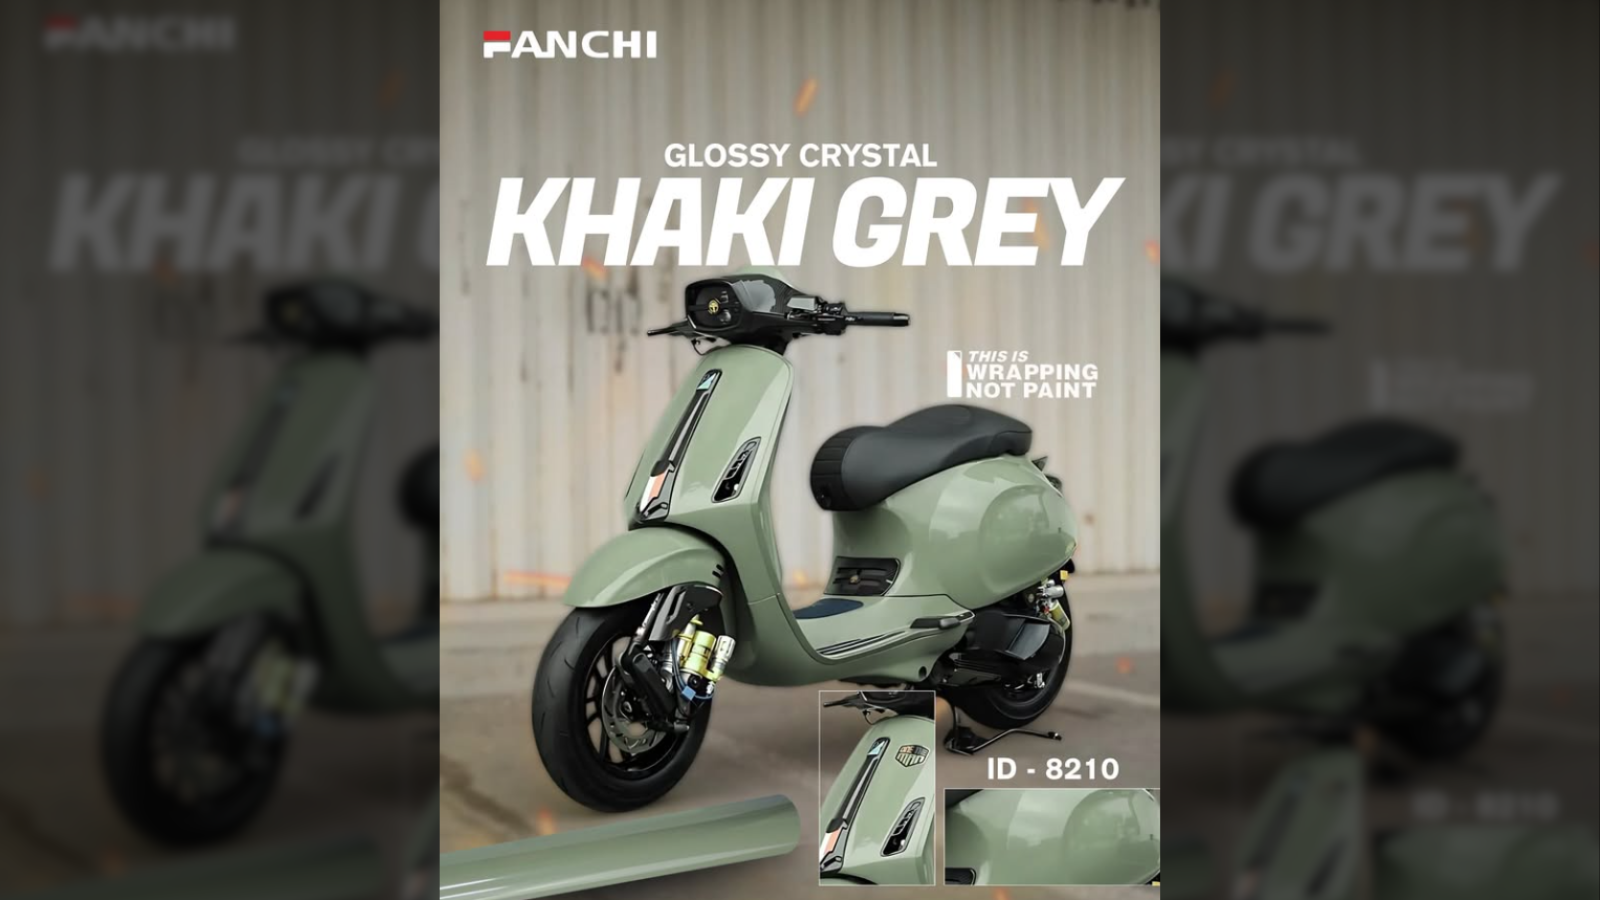 FANCHI
GLOSSY CRYSTAL
KHAKI GREY
THIS IS
WRAPPING
NOT PAINT
ID - 8210